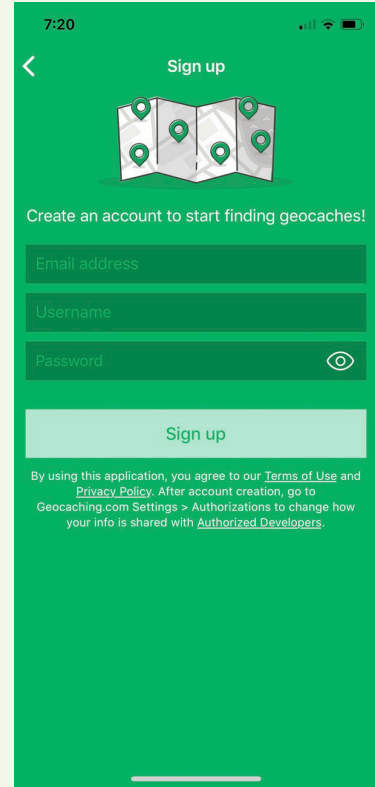 7:20
Sign up
Create an account to start finding geocaches!
Email address
Username
Password
Sign up
By using this application, you agree to our Terms of Use and
Privacy Policy. After account creation, go to
Geocaching.com Settings > Authorizations to change how
your info is shared with Authorized Developers.